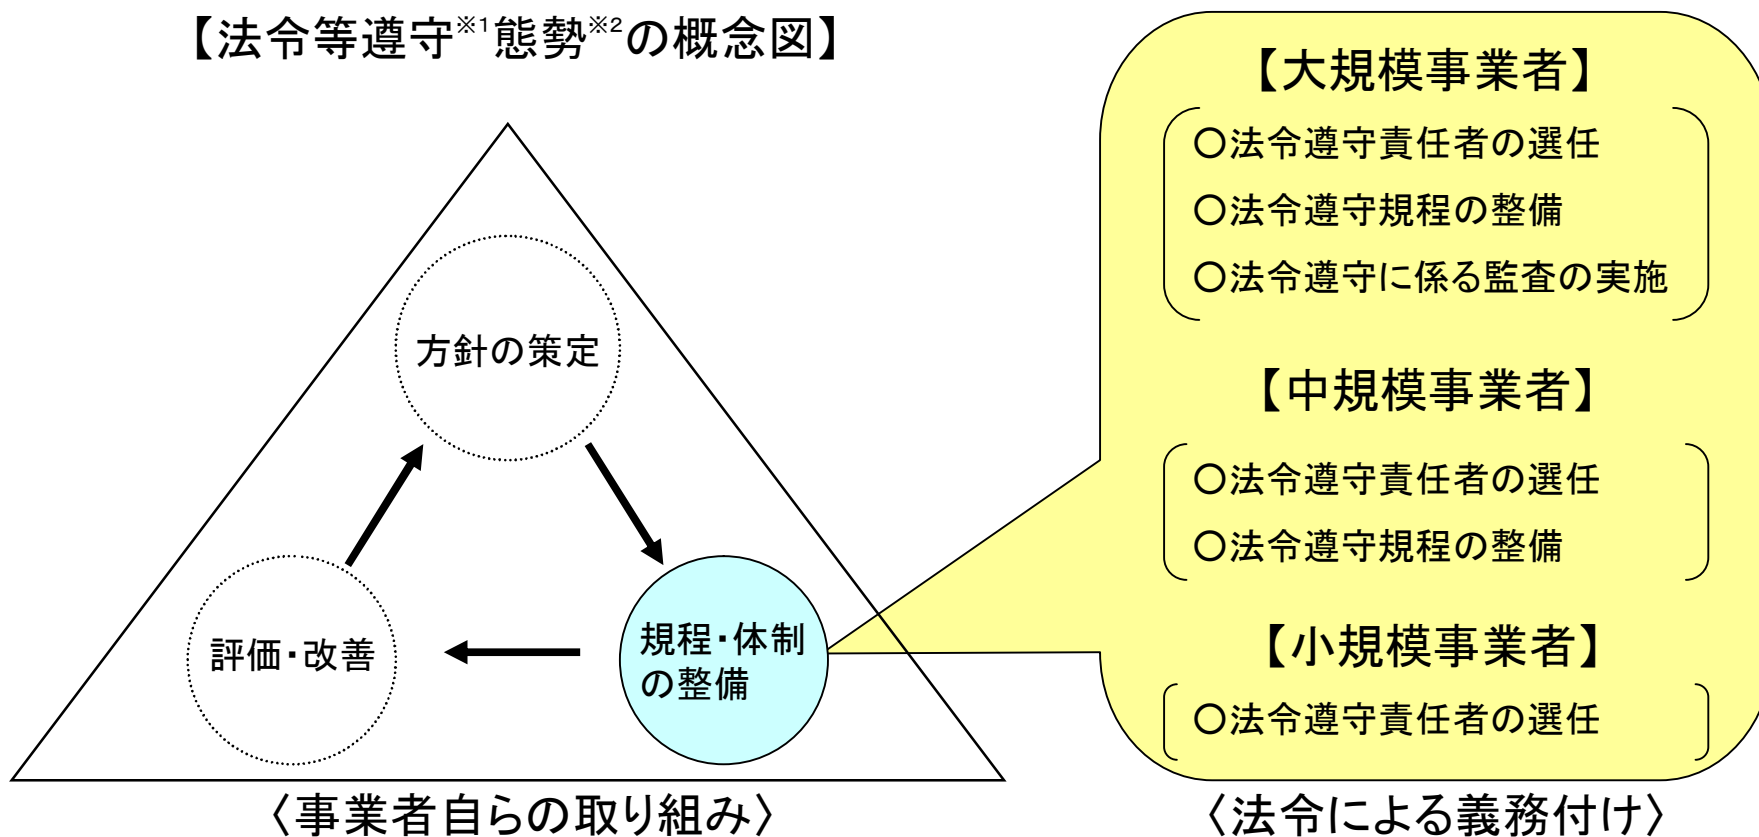 【法令等遵守※1態勢※2の概念図】
方針の策定
評価・改善
規程・体制
の整備
〈事業者自らの取り組み〉
【大規模事業者】
○法令遵守責任者の選任
○法令遵守規程の整備
○法令遵守に係る監査の実施
【中規模事業者】
○法令遵守責任者の選任
○法令遵守規程の整備
【小規模事業者】
○法令遵守責任者の選任
〈法令による義務付け〉